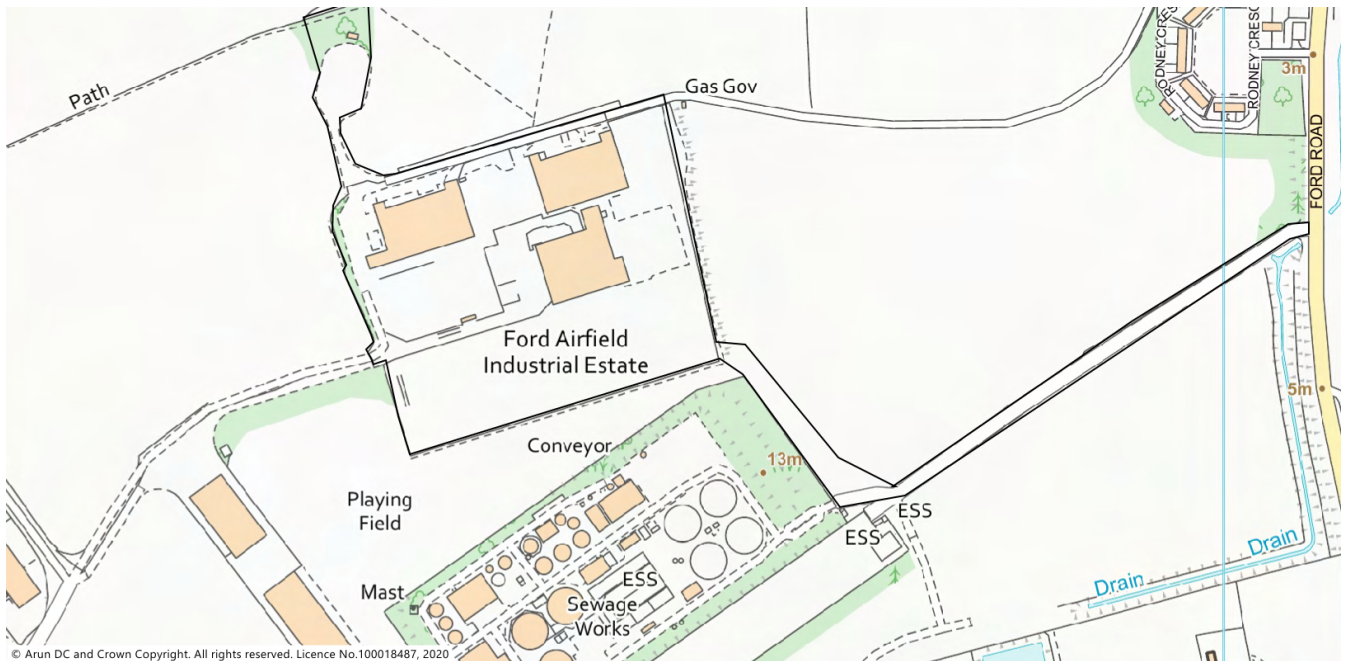 Path
Gas Gov
RODNEY CRES
RODNEY CRESC
3m
FORD ROAD
Ford Airfield
Industrial Estate
5m
Conveyor
13m
Playing
Field
ESS
ESS
Drain
Mast
ESS
Drain
Sewage
Works
© Arun DC and Crown Copyright. All rights reserved. Licence No.100018487, 2020